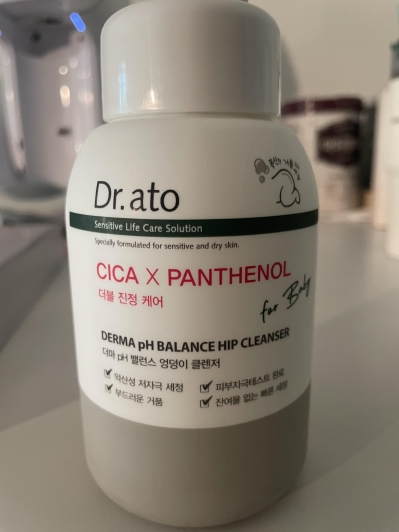 Dr.ato
Sensitive Life Care Solution
Specially formulated for sensitive and dry skin.
CICA X PANTHENOL
더블 진정 케어
for Baby
DERMA pH BALANCE HIP CLEANSER
더마 pH 밸런스 엉덩이 클렌저
약산성 저자극 세정
피부자극테스트 완료
부드러운 거품
잔여물 없는 빠른 세정